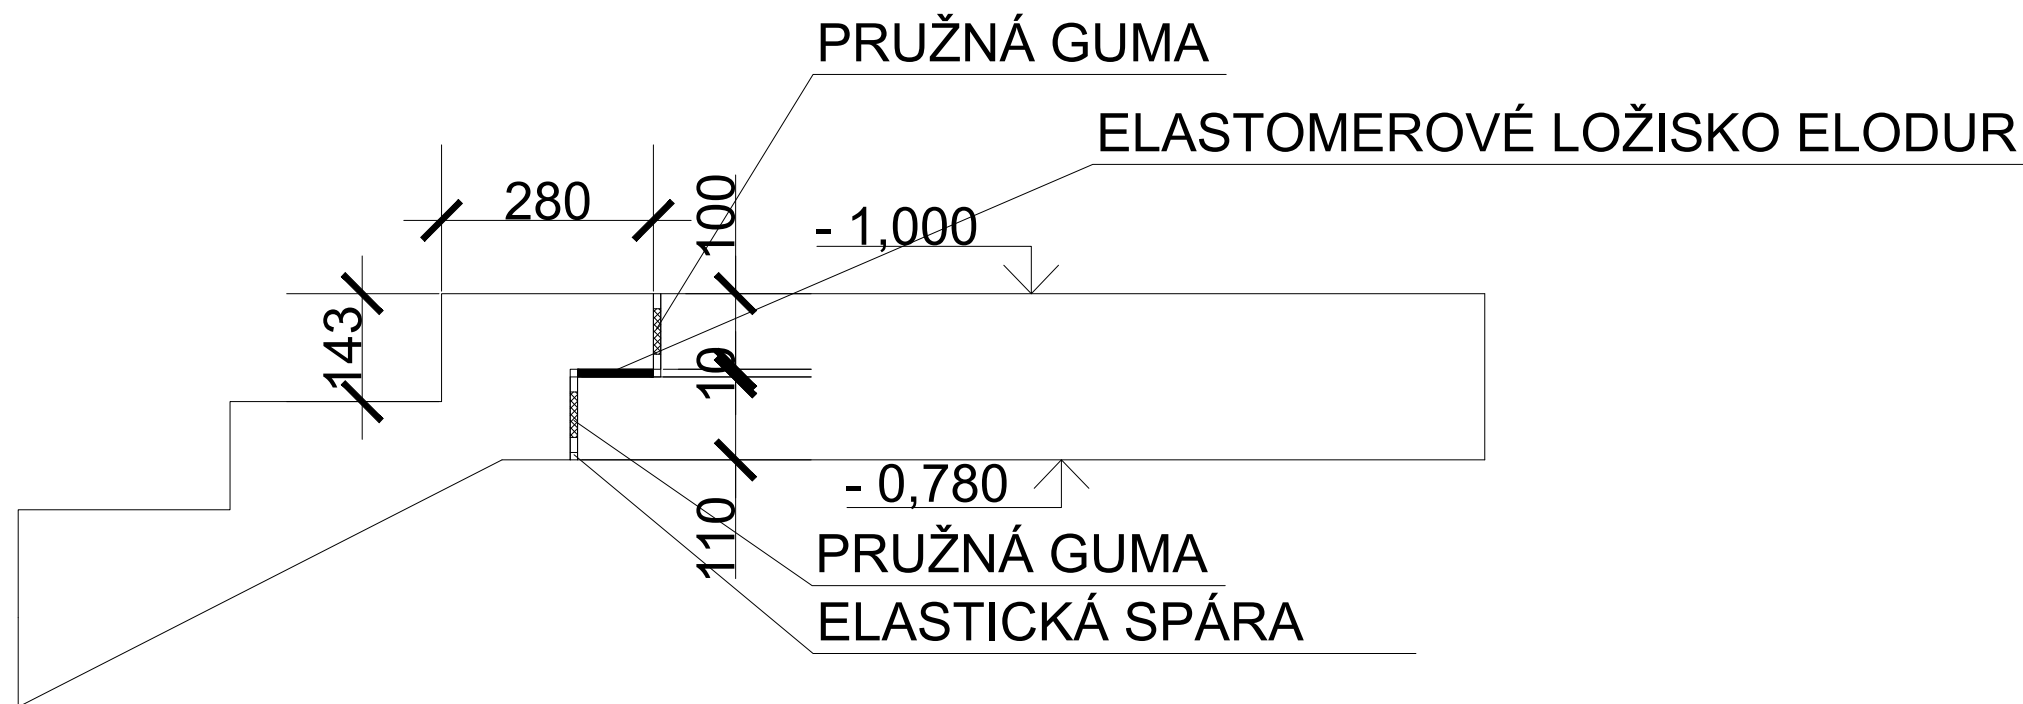 PRUŽNÁ GUMA
ELASTOMEROVÉ LOŽISKO ELODUR
280
100
- 1,000
143
10
- 0,780
110
PRUŽNÁ GUMA
ELASTICKÁ SPÁRA